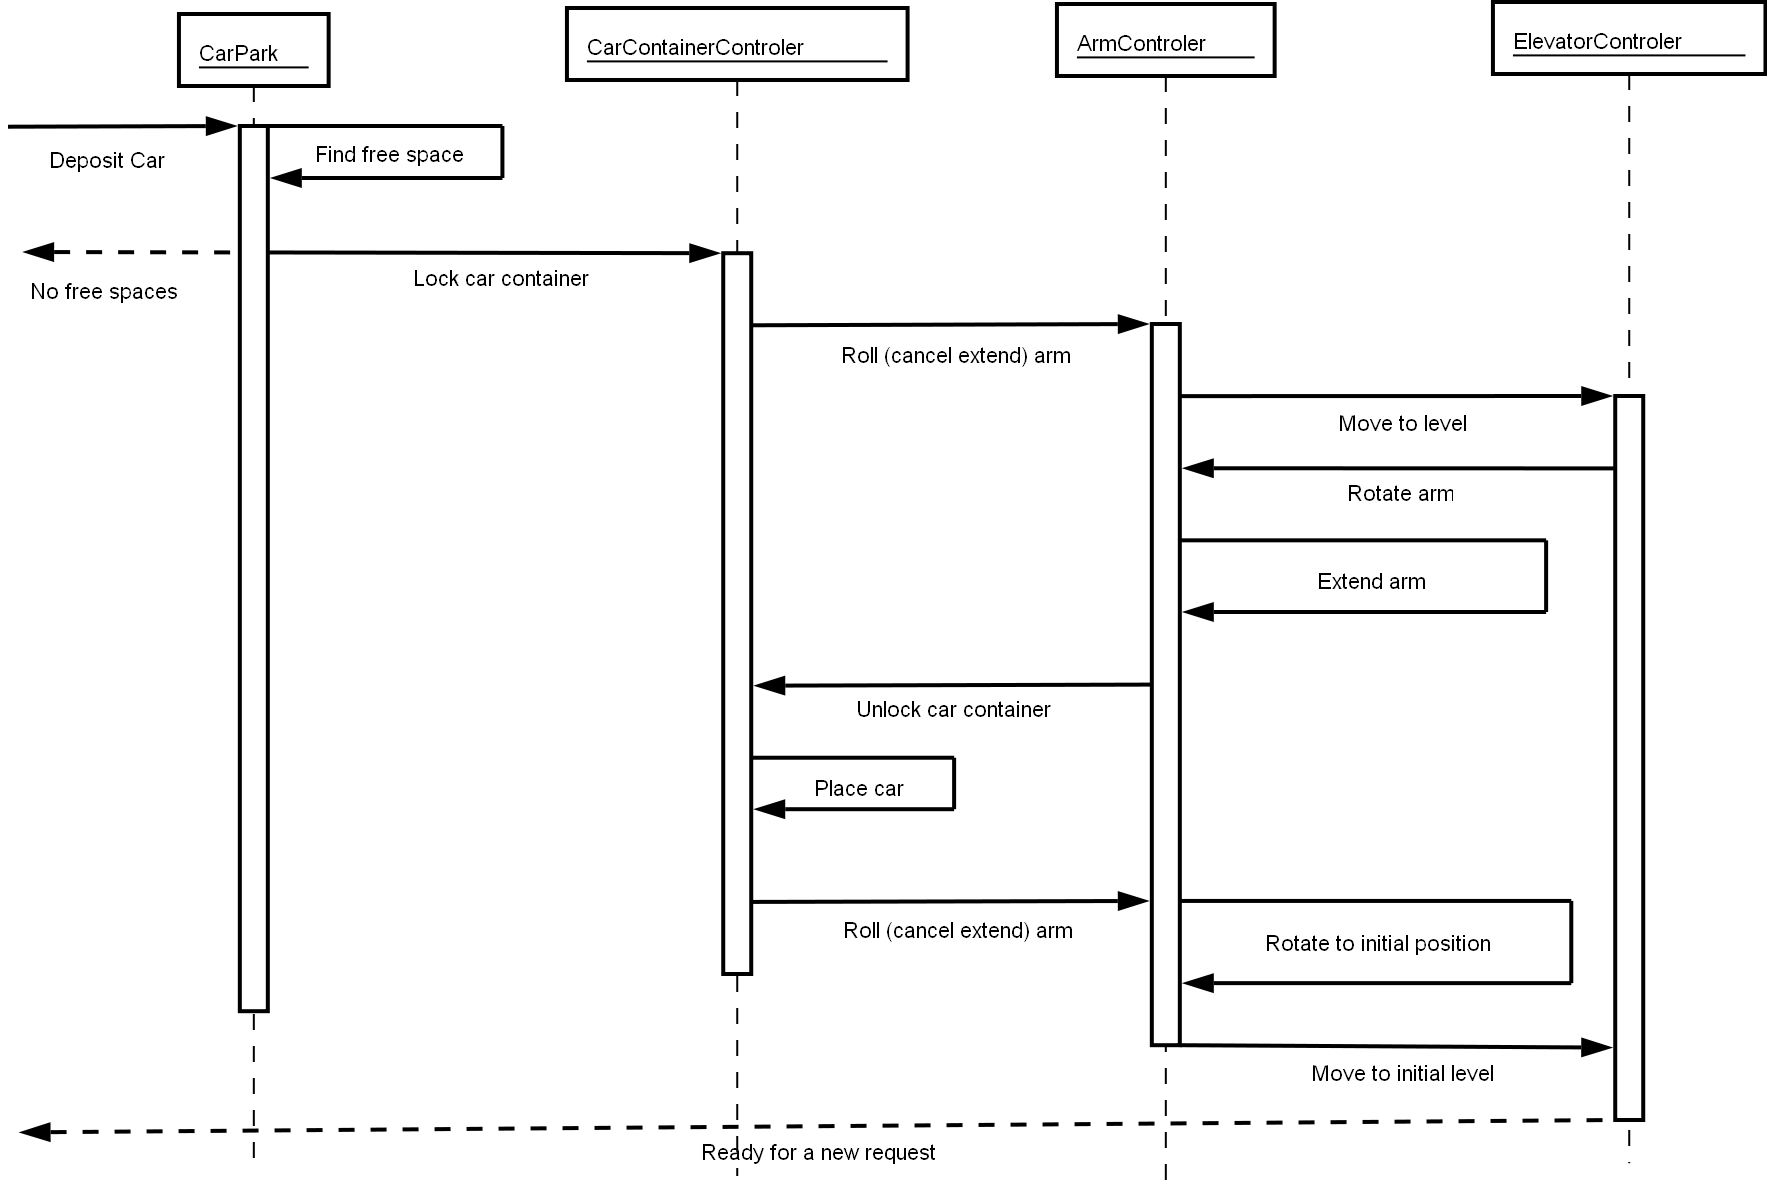 CarPark
CarContainerControler
ArmControler
ElevatorControler
Deposit Car
Find free space
No free spaces
Lock car container
Roll (cancel extend) arm
Move to level
Rotate arm
Extend arm
Unlock car container
Place car
Roll (cancel extend) arm
Rotate to initial position
Move to initial level
Ready for a new request